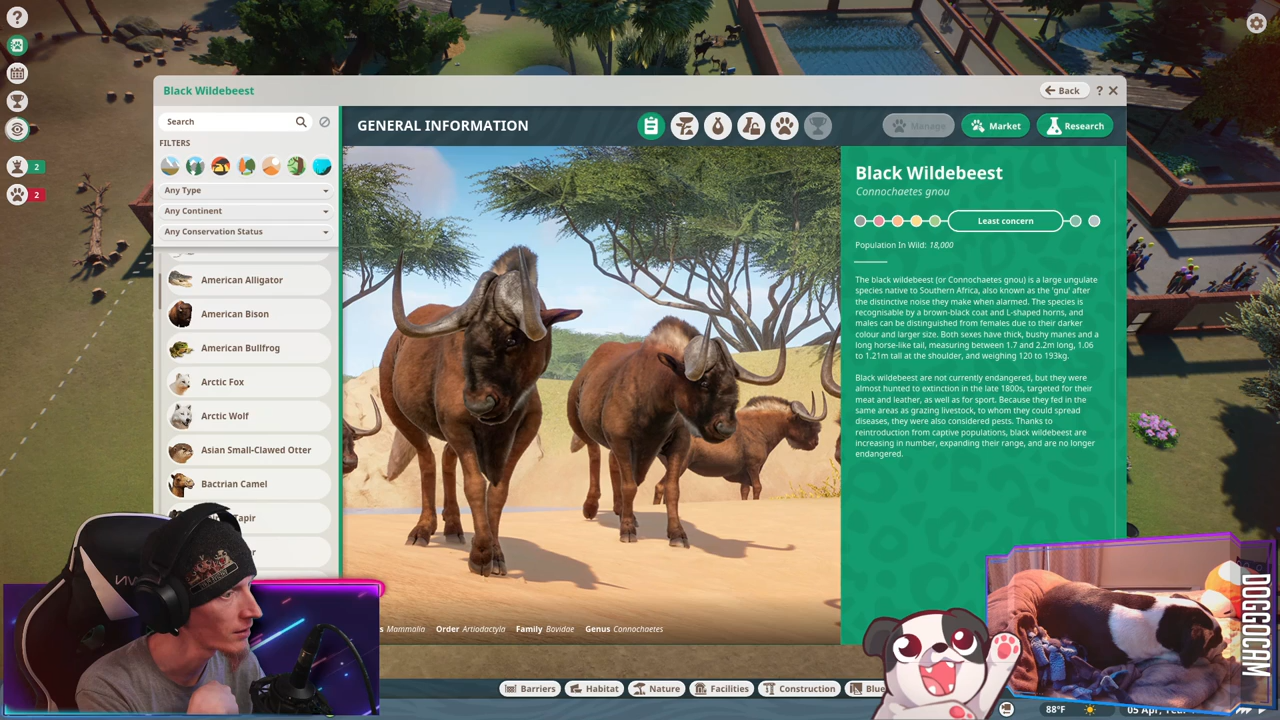 Black Wildebeest
Back
?
Search
FILTERS
Any Type
Any Continent
Any Conservation Status
American Alligator
American Bison
American Bullfrog
Arctic Fox
Arctic Wolf
Asian Small-Clawed Otter
Bactrian Camel
GENERAL INFORMATION
Manage
Market
Research
Black Wildebeest
Connochaetes gnou
Least concern
Population In Wild: 18,000
The black wildebeest (or Connochaetes gnou) is a large ungulate
species native to Southern Africa, also known as the 'gnu' after
the distinctive noise they make when alarmed. The species is
recognisable by a brown-black coat and L-shaped horns, and
males can be distinguished from females due to their darker
colour and larger size. Both sexes have thick, bushy manes and a
long horse-like tail, measuring between 1.7 and 2.2m long, 1.06
to 1.21m tall at the shoulder, and weighing 120 to 193kg.
Black wildebeest are not currently endangered, but they were
almost hunted to extinction in the late 1800s, targeted for their
meat and leather, as well as for sport. Because they fed in the
same areas as grazing livestock, to whom they could spread
diseases, they were also considered pests. Thanks to
reintroduction from captive populations, black wildebeest are
increasing in number, expanding their range, and are no longer
endangered.
Mammalia Order Artiodactyla Family Bovidae Genus Connochaetes
?
2
2
Barriers
Habitat
Nature
Facilities
Construction
Blue
88°F
05 Apr,
DOGGOCAM